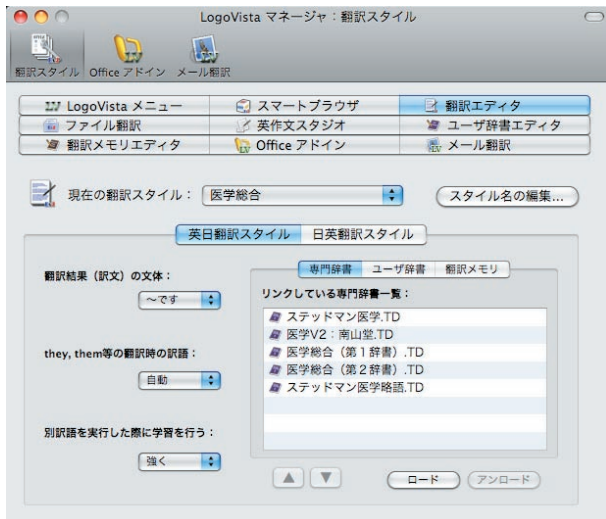 LogoVista マネージャ：翻訳スタイル
翻訳スタイル Office アドイン メール翻訳
LogoVista メニュー スマートブラウザ 翻訳エディタ
ファイル翻訳 英作文スタジオ ユーザ辞書エディタ
翻訳メモリエディタ Office アドイン メール翻訳
現在の翻訳スタイル： 医学総合 スタイル名の編集...
英日翻訳スタイル 日英翻訳スタイル
専門辞書 ユーザ辞書 翻訳メモリ
翻訳結果（訳文）の文体：
〜です
リンクしている専門辞書一覧：
ステッドマン医学.TD
医学V2：南山堂.TD
医学総合（第１辞書）.TD
医学総合（第２辞書）.TD
ステッドマン医学略語.TD
they, them等の翻訳時の訳語：
自動
別訳語を実行した際に学習を行う：
強く
ロード アンロード